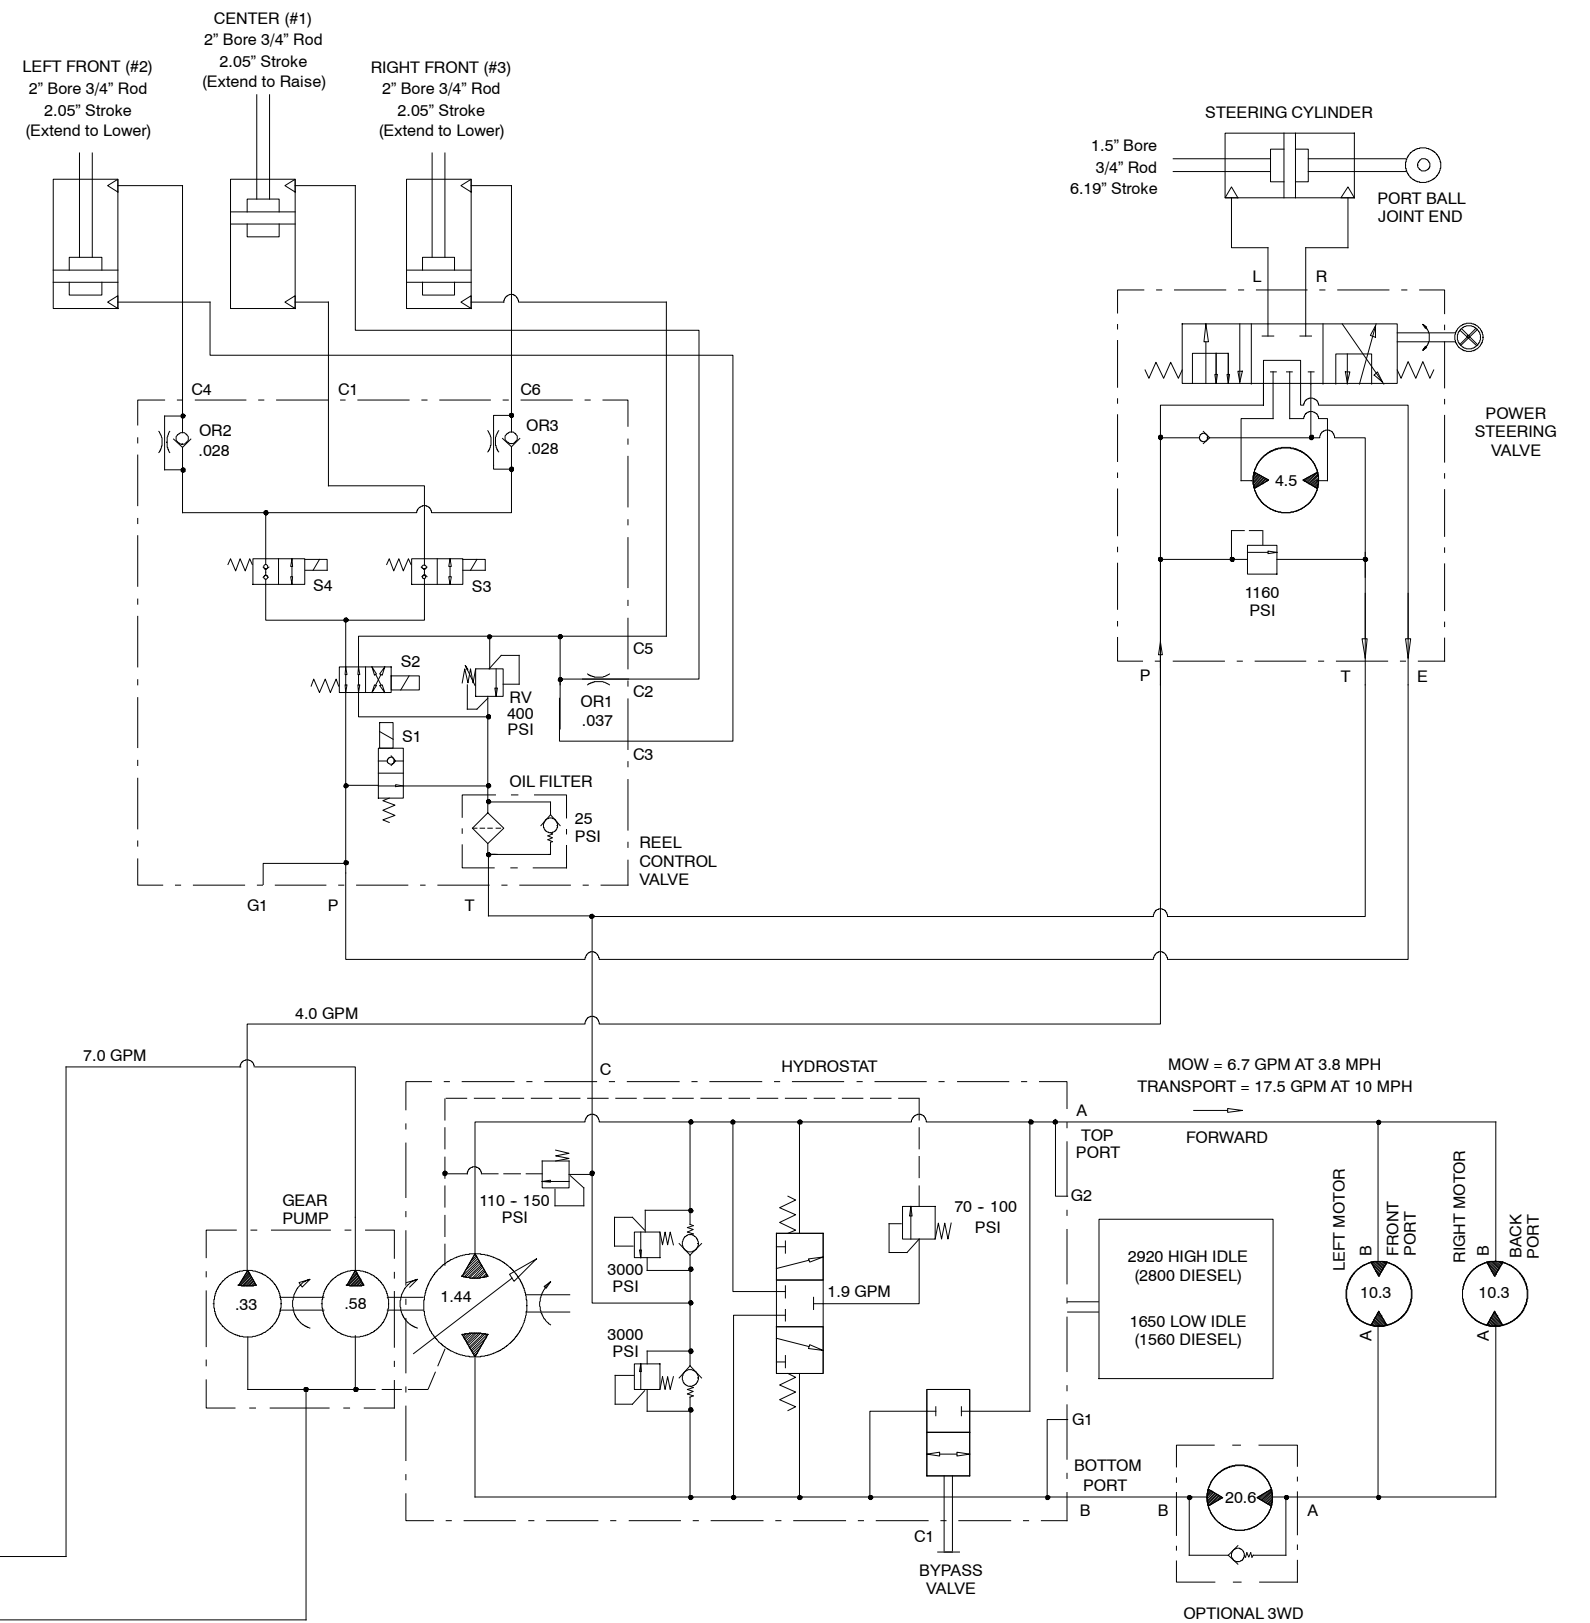 CENTER (#1)
2” Bore 3/4” Rod
2.05” Stroke
(Extend to Raise)
LEFT FRONT (#2)
2” Bore 3/4” Rod
2.05” Stroke
(Extend to Lower)
RIGHT FRONT (#3)
2” Bore 3/4” Rod
2.05” Stroke
(Extend to Lower)
STEERING CYLINDER
1.5” Bore
3/4” Rod
6.19” Stroke
PORT BALL
JOINT END
L
R
C4
C1
C6
OR2
.028
OR3
.028
POWER
STEERING
VALVE
4.5
S4
S3
1160
PSI
C5
S2
C2
RV
400
PSI
OR1
.037
P
T
E
S1
C3
OIL FILTER
25
PSI
REEL
CONTROL
VALVE
G1
P
T
4.0 GPM
7.0 GPM
C
HYDROSTAT
MOW = 6.7 GPM AT 3.8 MPH
TRANSPORT = 17.5 GPM AT 10 MPH
A
TOP
PORT
FORWARD
G2
110 - 150
PSI
70 - 100
PSI
GEAR
PUMP
LEFT MOTOR
FRONT
PORT
B
RIGHT MOTOR
BACK
PORT
B
3000
PSI
2920 HIGH IDLE
(2800 DIESEL)
1650 LOW IDLE
(1560 DIESEL)
.33
.58
1.44
1.9 GPM
10.3
10.3
A
A
3000
PSI
G1
BOTTOM
PORT
B
B
20.6
A
C1
BYPASS
VALVE
OPTIONAL 3WD